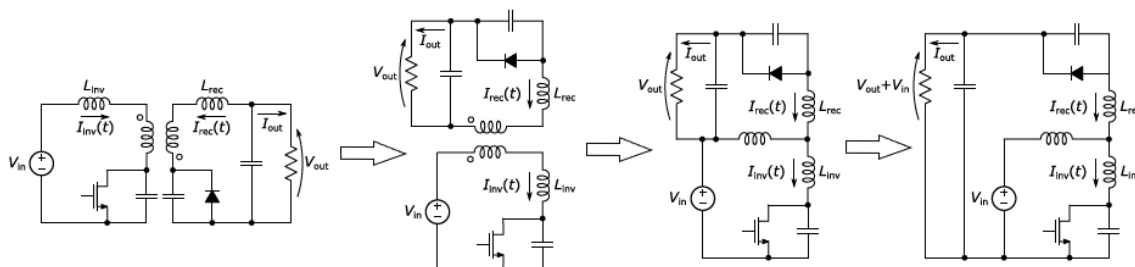 L_inv
I_inv(t)
V_in
L_rec
I_rec(t)
I_out
V_out
I_out
V_out
I_rec(t)
L_rec
I_inv(t)
L_inv
V_in
I_out
V_out
I_rec(t)
L_rec
I_inv(t)
L_inv
V_in
I_out
V_out+V_in
I_rec(t)
L_re
I_inv(t)
L_in
V_in